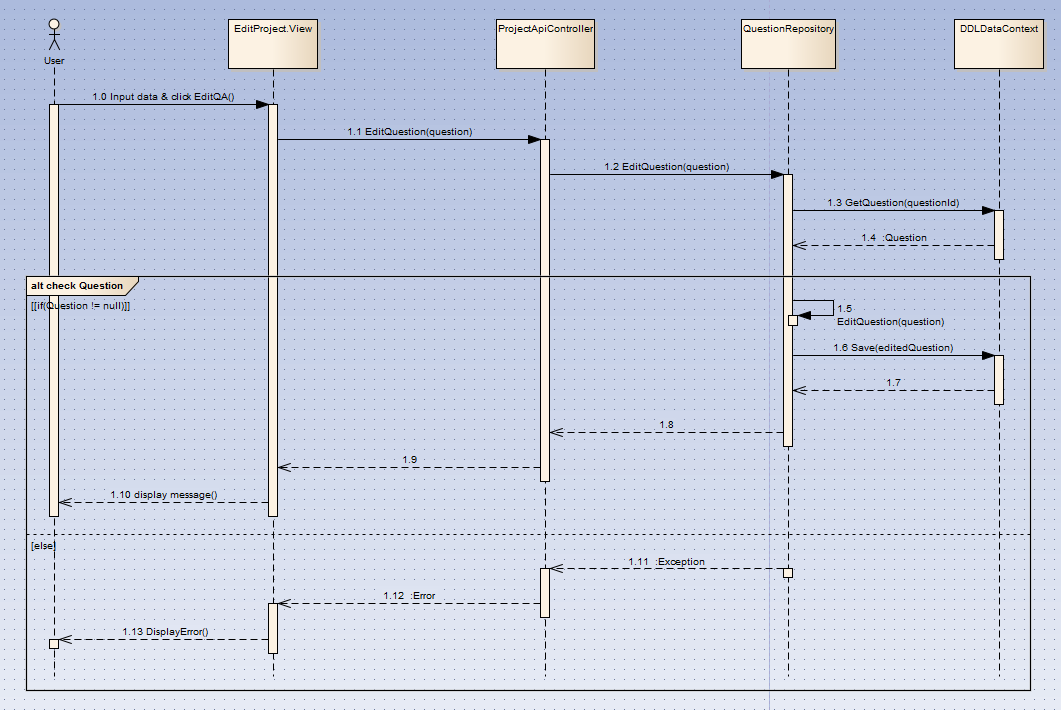 EditProject.View
ProjectApiController
QuestionRepository
DDLDataContext
User
1.0 Input data & click EditQA()
1.1 EditQuestion(question)
1.2 EditQuestion(question)
1.3 GetQuestion(questionId)
1.4 :Question
alt check Question
[[if(Question != null)]]
1.5
EditQuestion(question)
1.6 Save(editedQuestion)
1.7
1.8
1.9
1.10 display message()
[else]
1.11 :Exception
1.12 :Error
1.13 DisplayError()